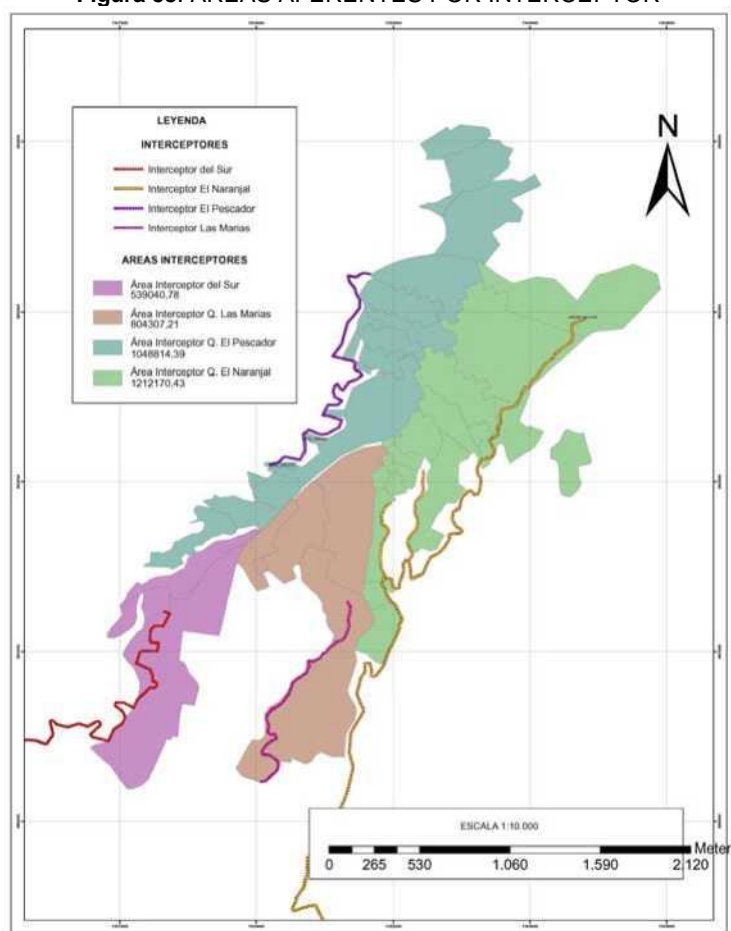 ÁREAS AFERENTES POR INTERCEPTOR
N
LEYENDA
INTERCEPTORES
Interceptor del Sur
Interceptor El Naranjal
Interceptor El Pescador
Interceptor Las Marias
AREAS INTERCEPTORES
Área Interceptor del Sur
539040,78
Área Interceptor Q. Las Marias
804307,21
Área Interceptor Q. El Pescador
1048814,39
Área Interceptor Q. El Naranjal
1212170,43
ESCALA 1:10.000
Meter
0 265 530 1.060 1.590 2.120